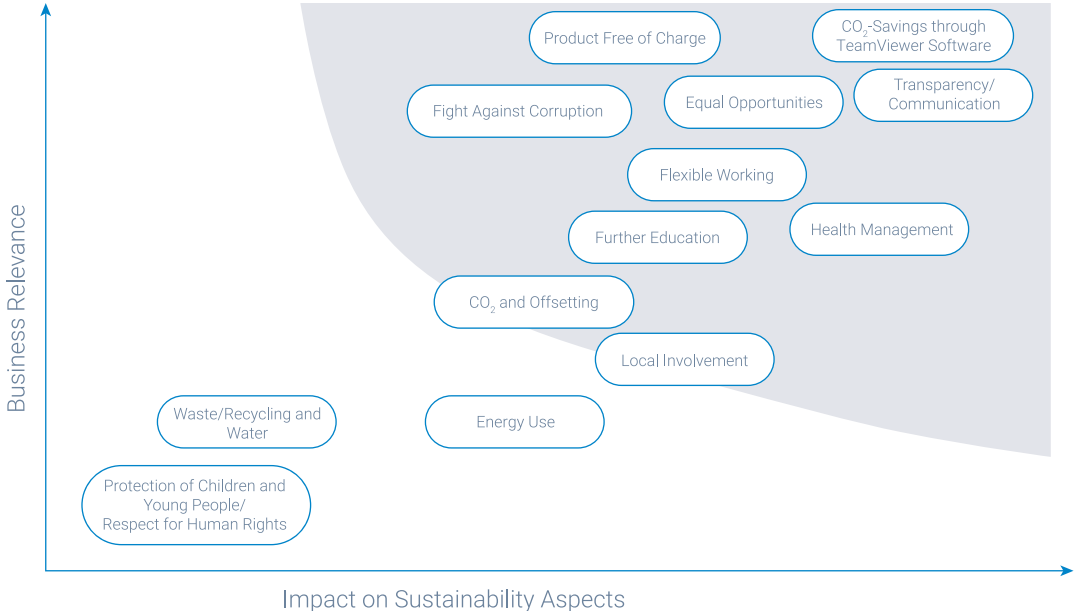 Product Free of Charge
CO₂-Savings through
TeamViewer Software
Fight Against Corruption
Equal Opportunities
Transparency/
Communication
Flexible Working
Further Education
Health Management
CO₂ and Offsetting
Local Involvement
Waste/Recycling and
Water
Energy Use
Protection of Children and
Young People/
Respect for Human Rights
Business Relevance
Impact on Sustainability Aspects